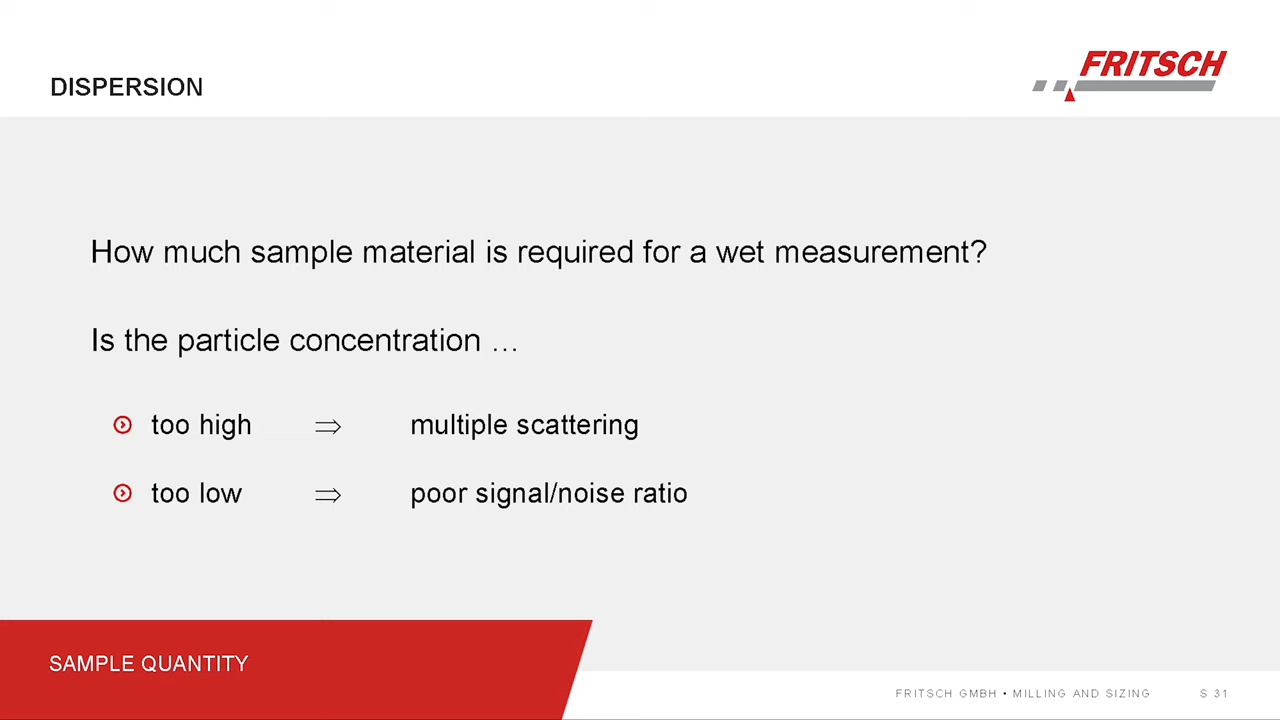 DISPERSION
FRITSCH
How much sample material is required for a wet measurement?
Is the particle concentration …
too high ⇒ multiple scattering
too low ⇒ poor signal/noise ratio
SAMPLE QUANTITY
FRITSCH GMBH • MILLING AND SIZING S 31